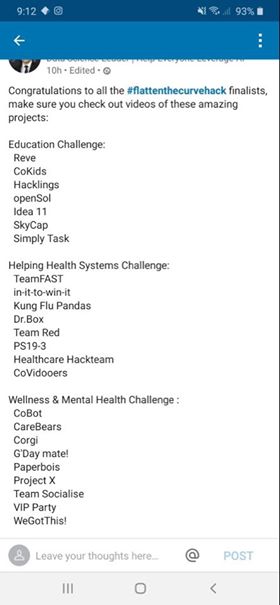 9:12
93%
Data Science Leader | Help Everyone Leverage AI
10h • Edited •
Congratulations to all the #flattenthecurvehack finalists,
make sure you check out videos of these amazing
projects:
Education Challenge:
Reve
CoKids
Hacklings
openSol
Idea 11
SkyCap
Simply Task
Helping Health Systems Challenge:
TeamFAST
in-it-to-win-it
Kung Flu Pandas
Dr.Box
Team Red
PS19-3
Healthcare Hackteam
CoVidooers
Wellness & Mental Health Challenge :
CoBot
CareBears
Corgi
G'Day mate!
Paperbois
Project X
Team Socialise
VIP Party
WeGotThis!
Leave your thoughts here... @ POST